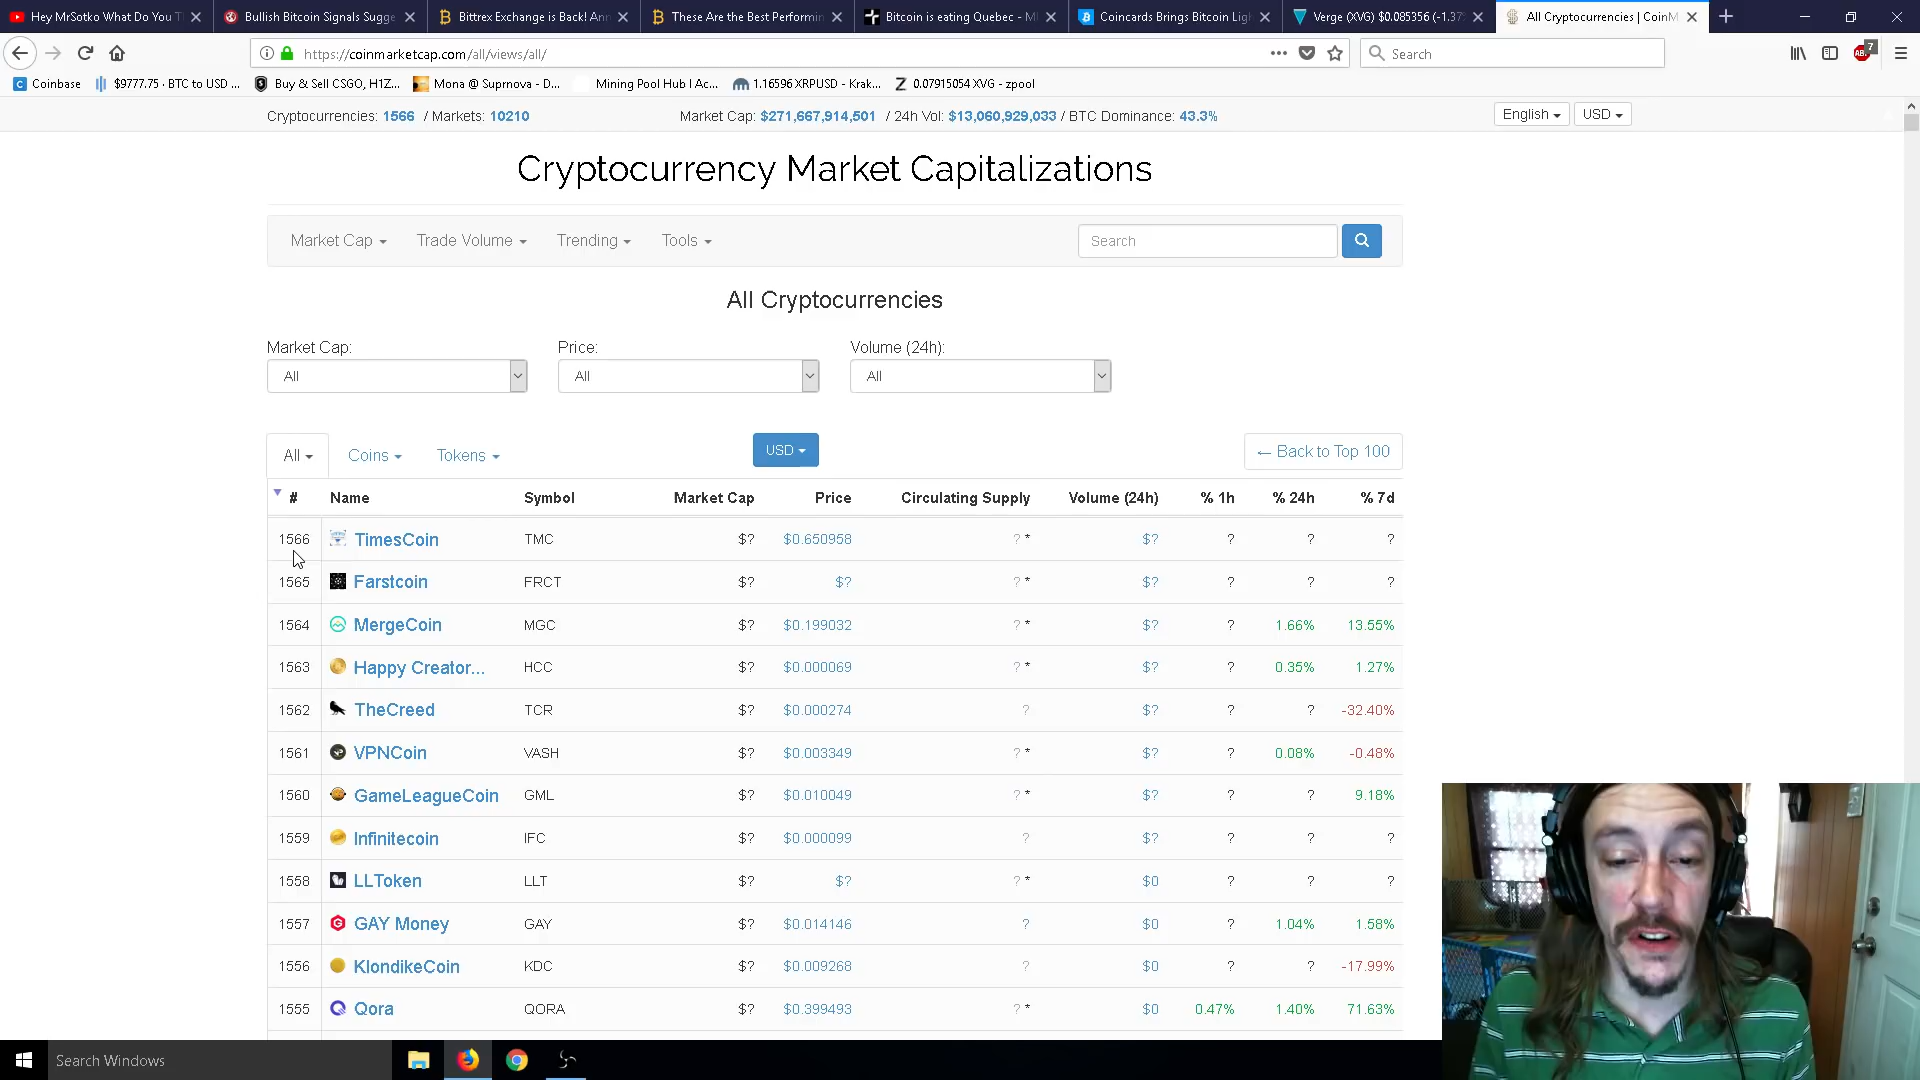 Hey MrSotko What Do You T
Bullish Bitcoin Signals Sugge
Bittrex Exchange is Back! Ann
These Are the Best Performin
Bitcoin is eating Quebec - MI
Coincards Brings Bitcoin Ligh
Verge (XVG) $0.085356 (-1.37%
All Cryptocurrencies | CoinM
https://coinmarketcap.com/all/views/all/
Search
7
Coinbase
$9777.75 · BTC to USD ...
Buy & Sell CSGO, H1Z...
Mona @ Suprnova - D...
Mining Pool Hub l Ac...
1.16596 XRPUSD - Krak...
0.07915054 XVG - zpool
Cryptocurrencies: 1566 / Markets: 10210
Market Cap: $271,667,914,501 / 24h Vol: $13,060,929,033 / BTC Dominance: 43.3%
English
USD
Cryptocurrency Market Capitalizations
Market Cap
Trade Volume
Trending
Tools
Search
All Cryptocurrencies
Market Cap:
Price:
Volume (24h):
All
All
All
All
Coins
Tokens
USD
← Back to Top 100
# Name Symbol Market Cap Price Circulating Supply Volume (24h) % 1h % 24h % 7d
1566 TimesCoin TMC $? $0.650958 ? * $? ? ? ?
1565 Farstcoin FRCT $? $? ? * $? ? ? ?
1564 MergeCoin MGC $? $0.199032 ? * $? ? 1.66% 13.55%
1563 Happy Creator... HCC $? $0.000069 ? * $? ? 0.35% 1.27%
1562 TheCreed TCR $? $0.000274 ? $? ? ? -32.40%
1561 VPNCoin VASH $? $0.003349 ? * $? ? 0.08% -0.48%
1560 GameLeagueCoin GML $? $0.010049 ? * $? ? ? 9.18%
1559 Infinitecoin IFC $? $0.000099 ? $? ? ? ?
1558 LLToken LLT $? $? ? * $0 ? ? ?
1557 GAY Money GAY $? $0.014146 ? $0 ? 1.04% 1.58%
1556 KlondikeCoin KDC $? $0.009268 ? $0 ? ? -17.99%
1555 Qora QORA $? $0.399493 ? * $0 0.47% 1.40% 71.63%
Search Windows